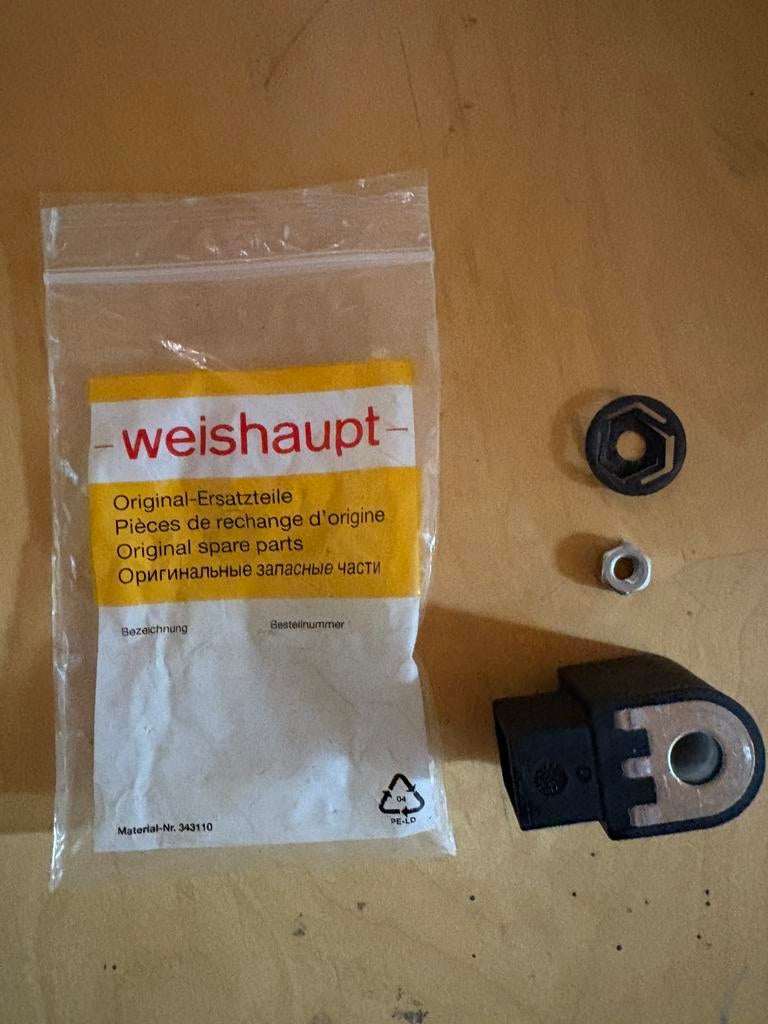 -weishaupt-
Original-Ersatzteile
Pièces de rechange d'origine
Original spare parts
Оригинальные запасные части
Bezeichnung Bestellnummer
04
PE-LD
Material-Nr. 343110